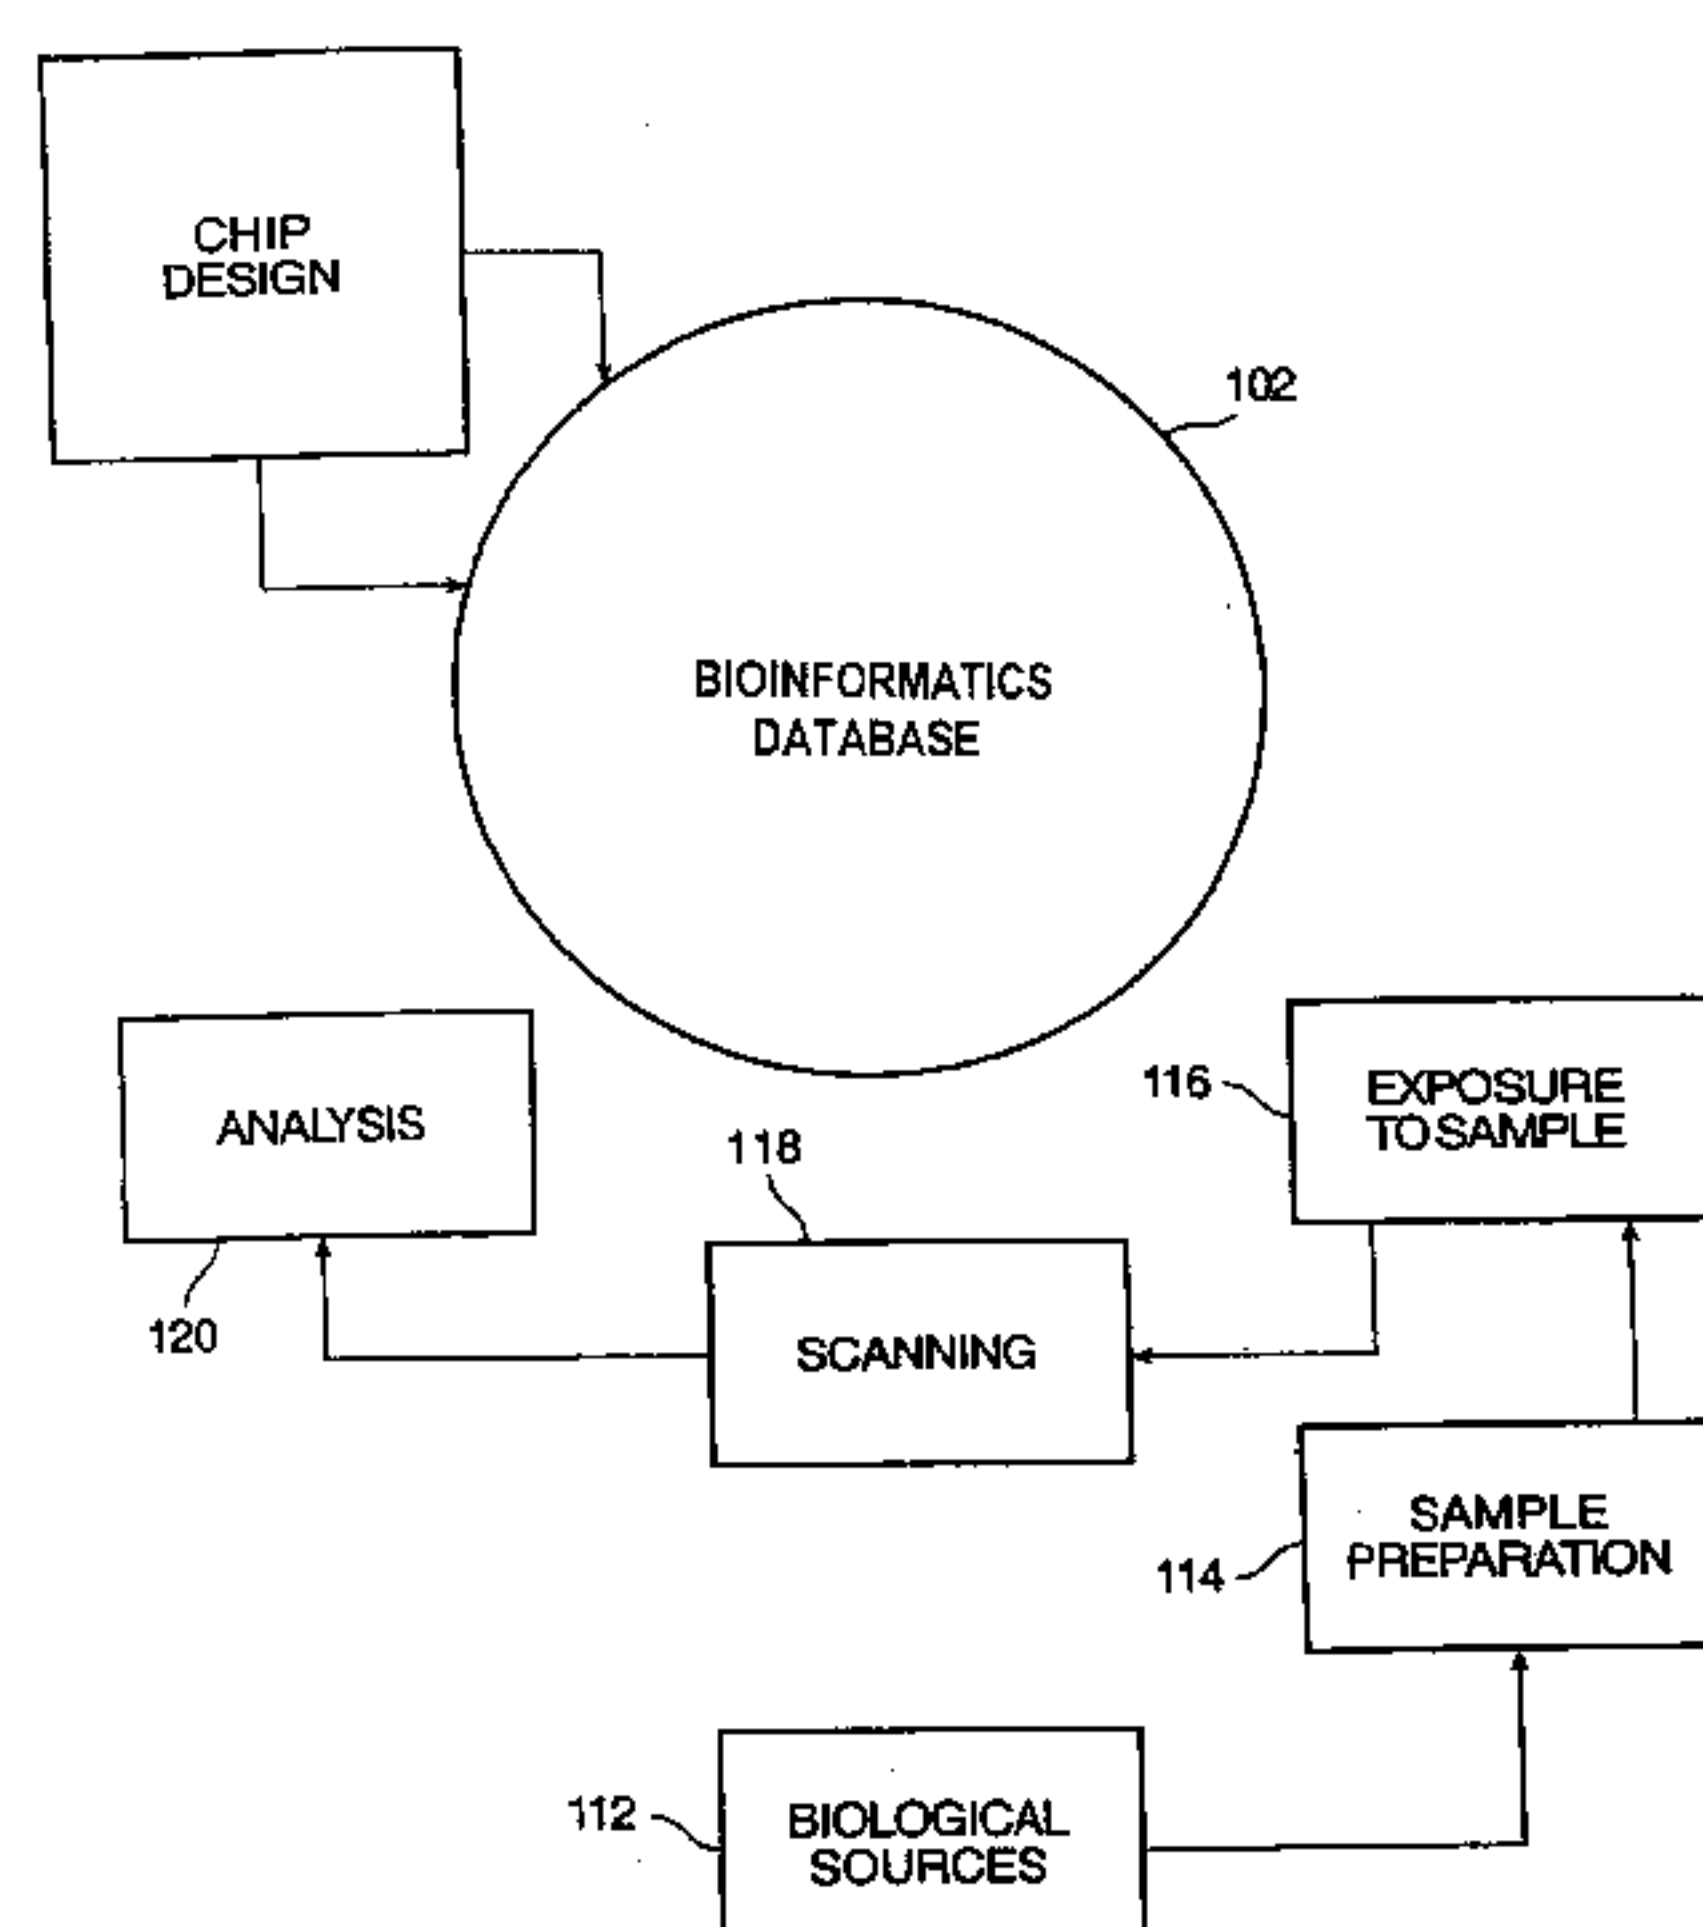 CHIP
DESIGN
102
BIOINFORMATICS
DATABASE
116
EXPOSURE
TO SAMPLE
ANALYSIS
118
120
SCANNING
SAMPLE
PREPARATION
114
112
BIOLOGICAL
SOURCES